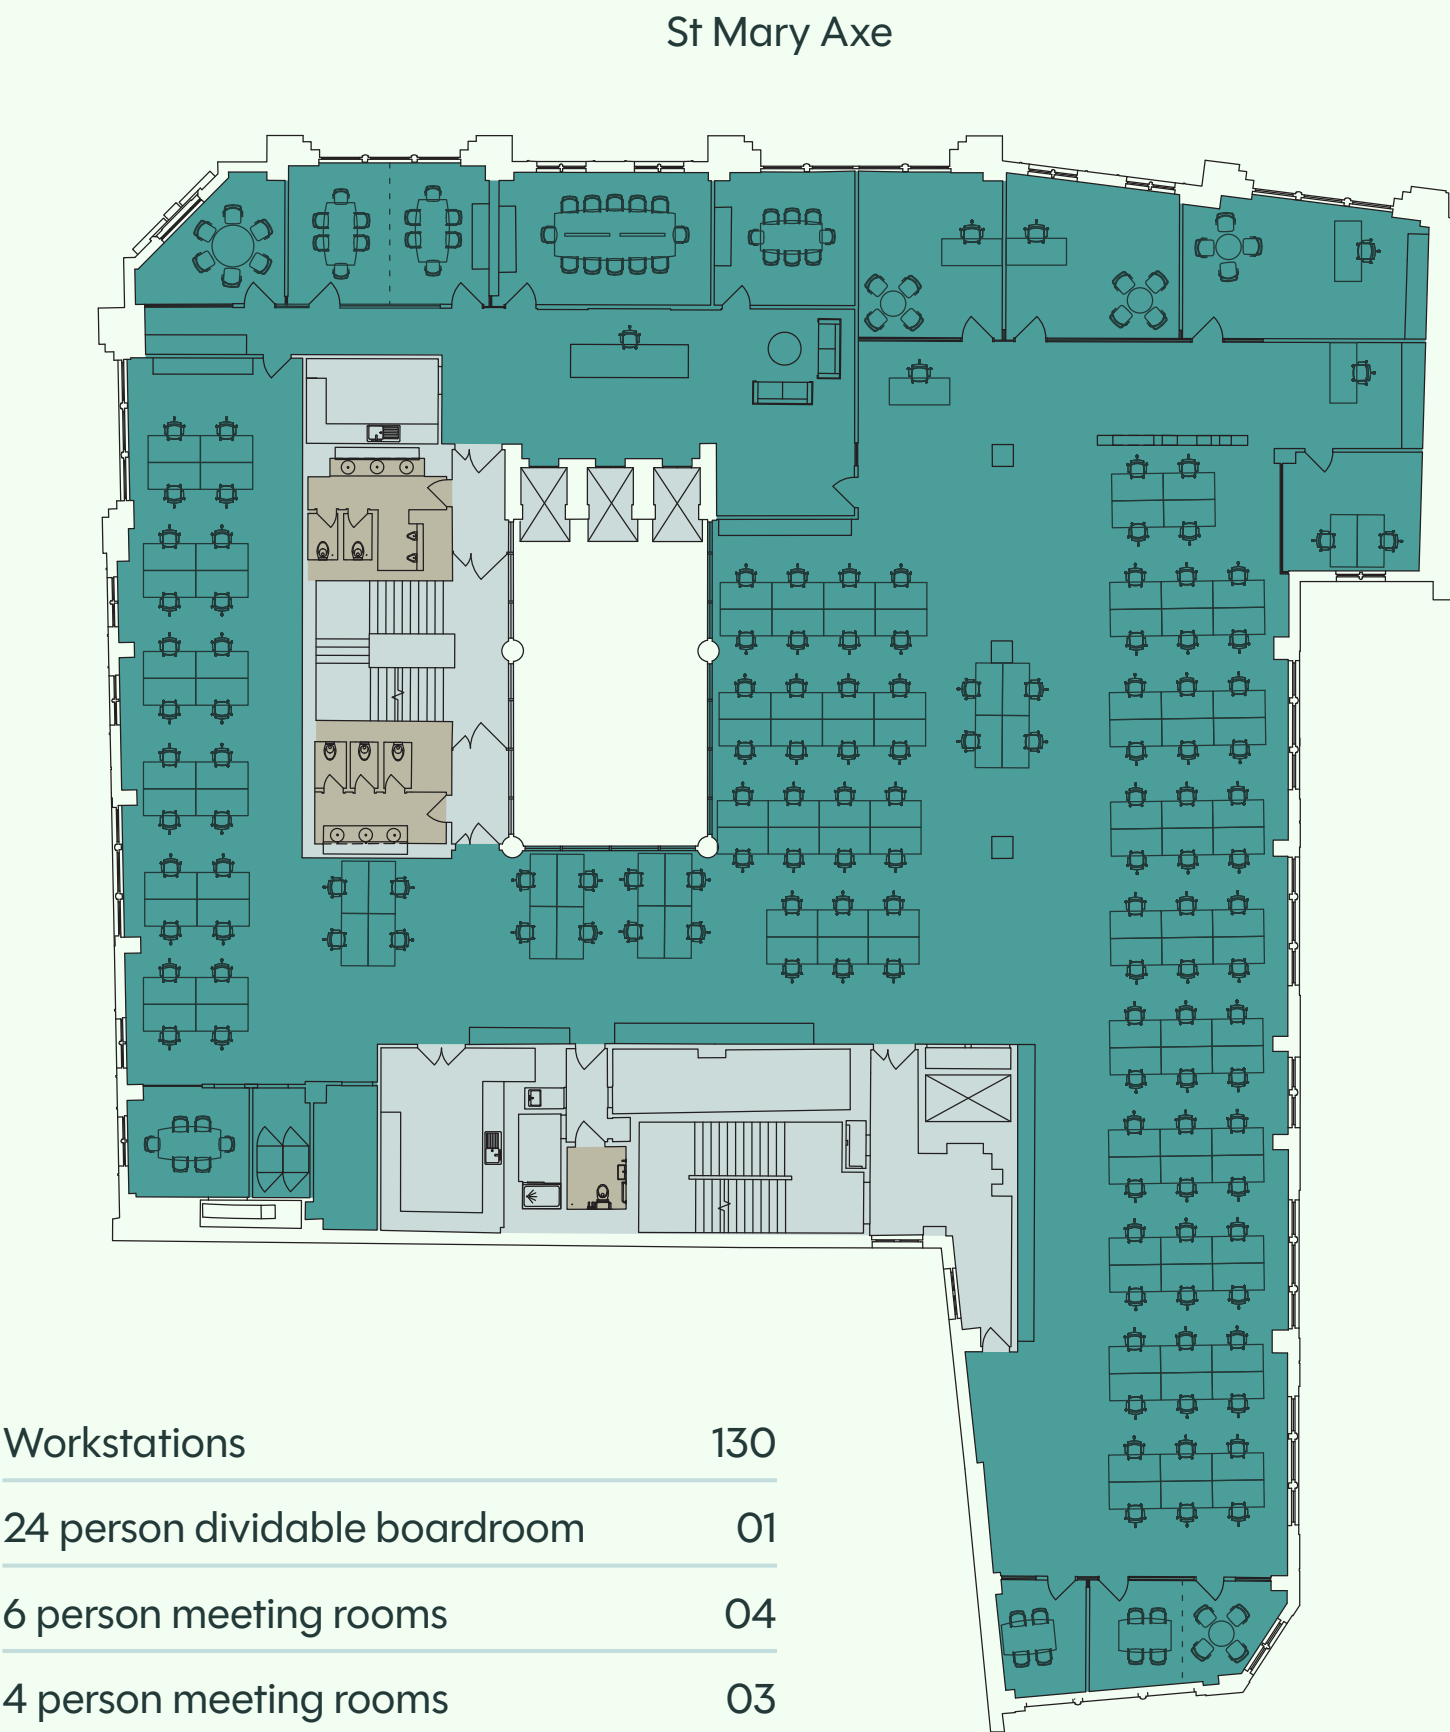 St Mary Axe
Workstations 130
24 person dividable boardroom 01
6 person meeting rooms 04
4 person meeting rooms 03